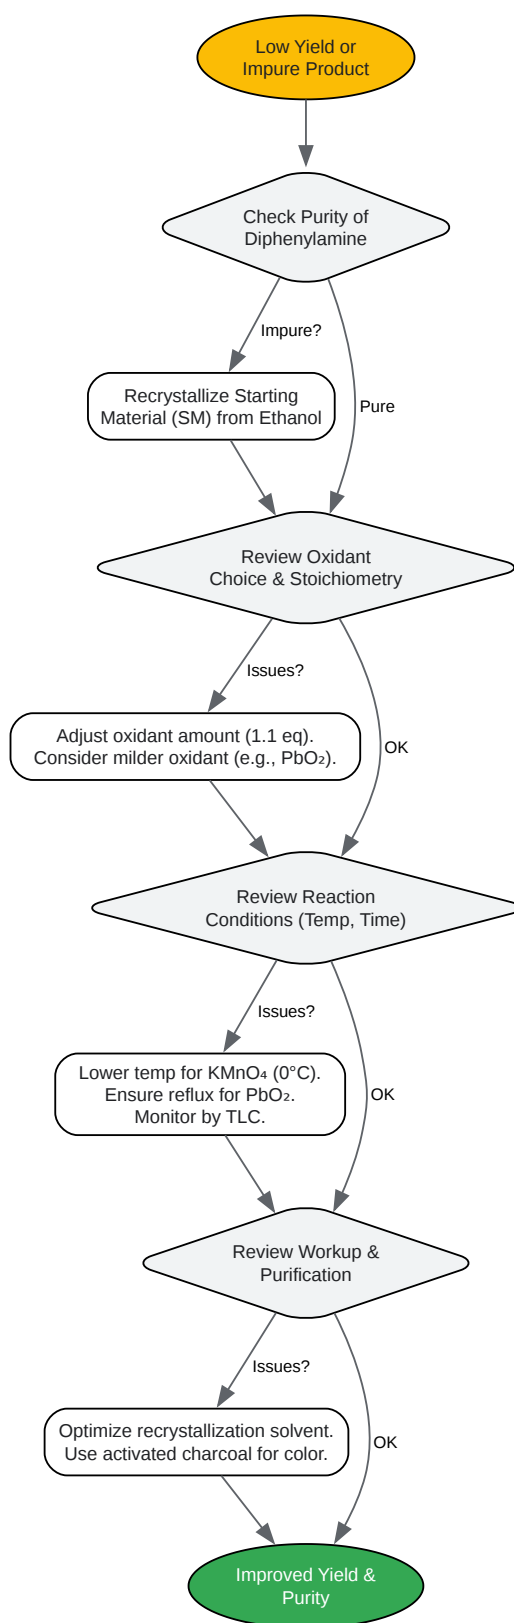 Low Yield or
Impure Product
Check Purity of
Diphenylamine
Impure?
Recrystallize Starting
Material (SM) from Ethanol
Pure
Review Oxidant
Choice & Stoichiometry
Issues?
Adjust oxidant amount (1.1 eq).
Consider milder oxidant (e.g., PbO₂).
OK
Review Reaction
Conditions (Temp, Time)
Issues?
Lower temp for KMnO₄ (0°C).
Ensure reflux for PbO₂.
Monitor by TLC.
OK
Review Workup &
Purification
Issues?
Optimize recrystallization solvent.
Use activated charcoal for color.
OK
Improved Yield &
Purity